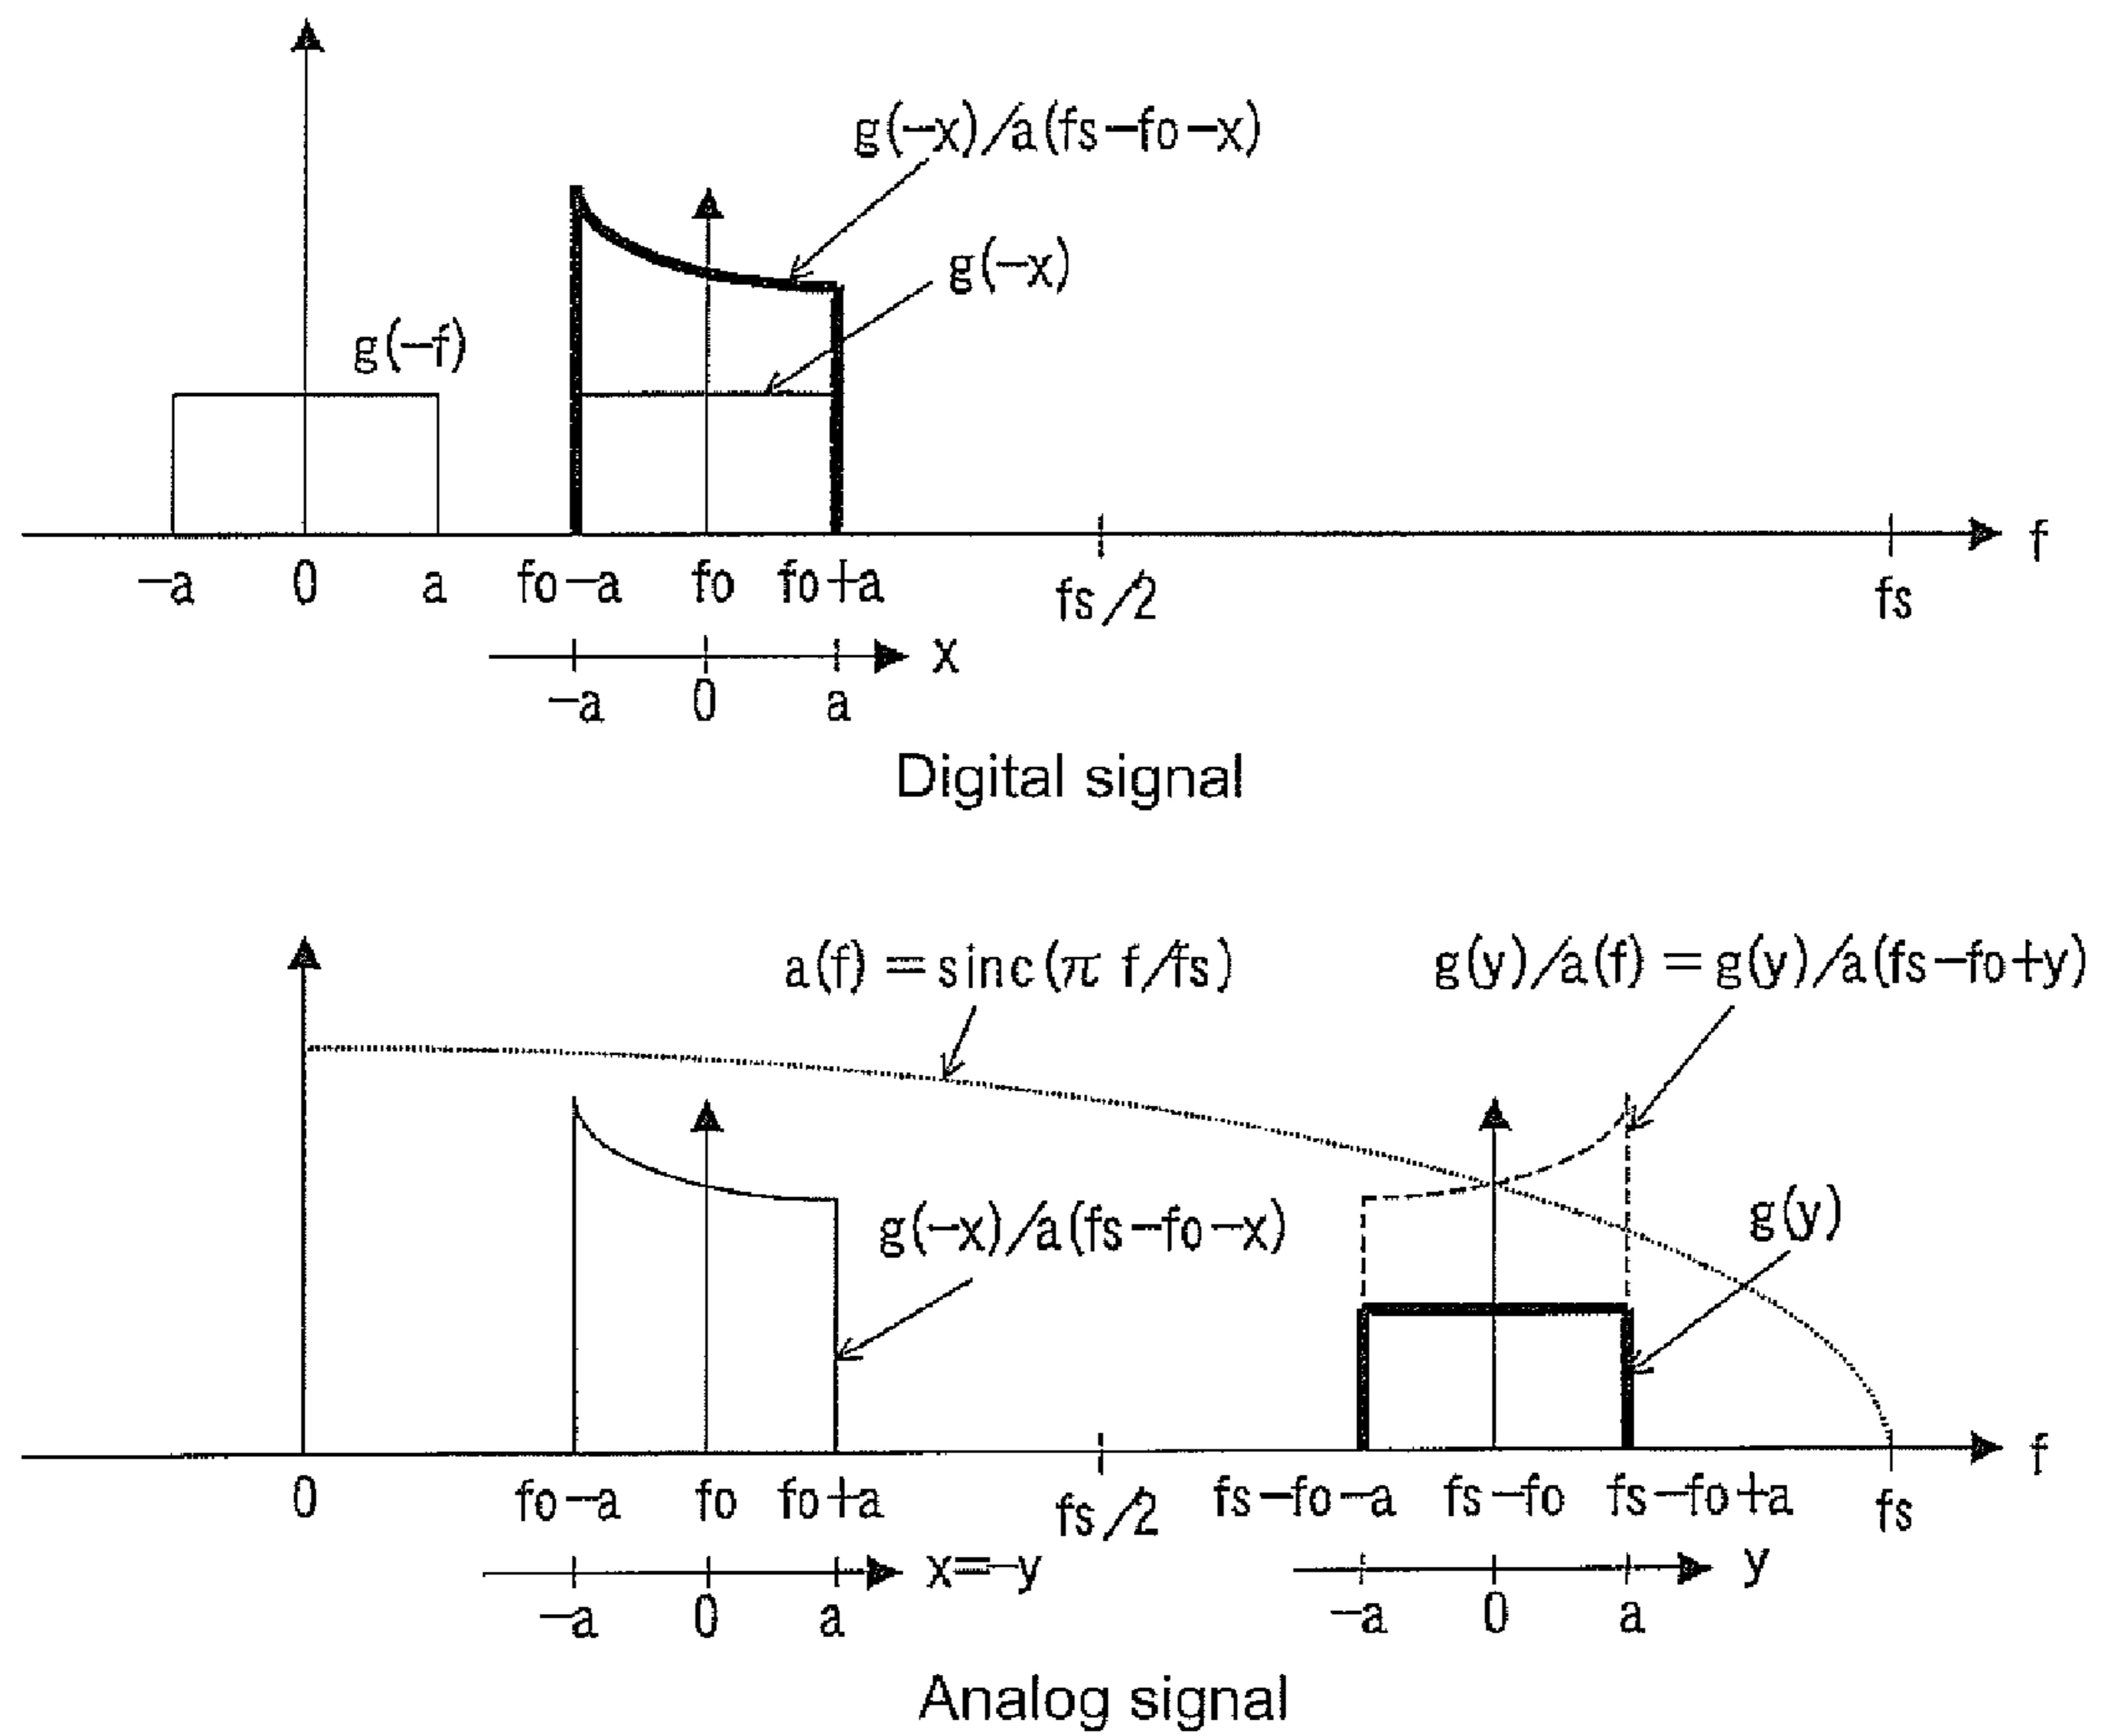 g(−x)/a(fs−fo−x)
g(−x)
g(−f)
−a 0 a fo−a fo fo+a fs/2 fs f
x
−a 0 a
Digital signal
a(f)=sinc(π f/fs)
g(y)/a(f)=g(y)/a(fs−fo+y)
g(−x)/a(fs−fo−x)
g(y)
0 fo−a fo fo+a fs/2 fs−fo−a fs−fo fs−fo+a fs f
x=−y y
−a 0 a −a 0 a
Analog signal